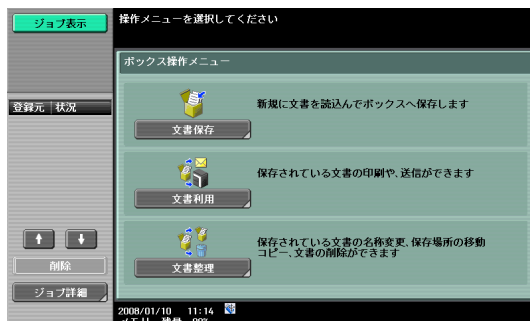 ジョブ表示
操作メニューを選択してください
ボックス操作メニュー
登録元 状況
新規に文書を読込んでボックスへ保存します
文書保存
保存されている文書の印刷や、送信ができます
文書利用
保存されている文書の名称変更、保存場所の移動
コピー、文書の削除ができます
文書整理
削除
ジョブ詳細
2008/01/10 11:14
メモリ 残量 99%